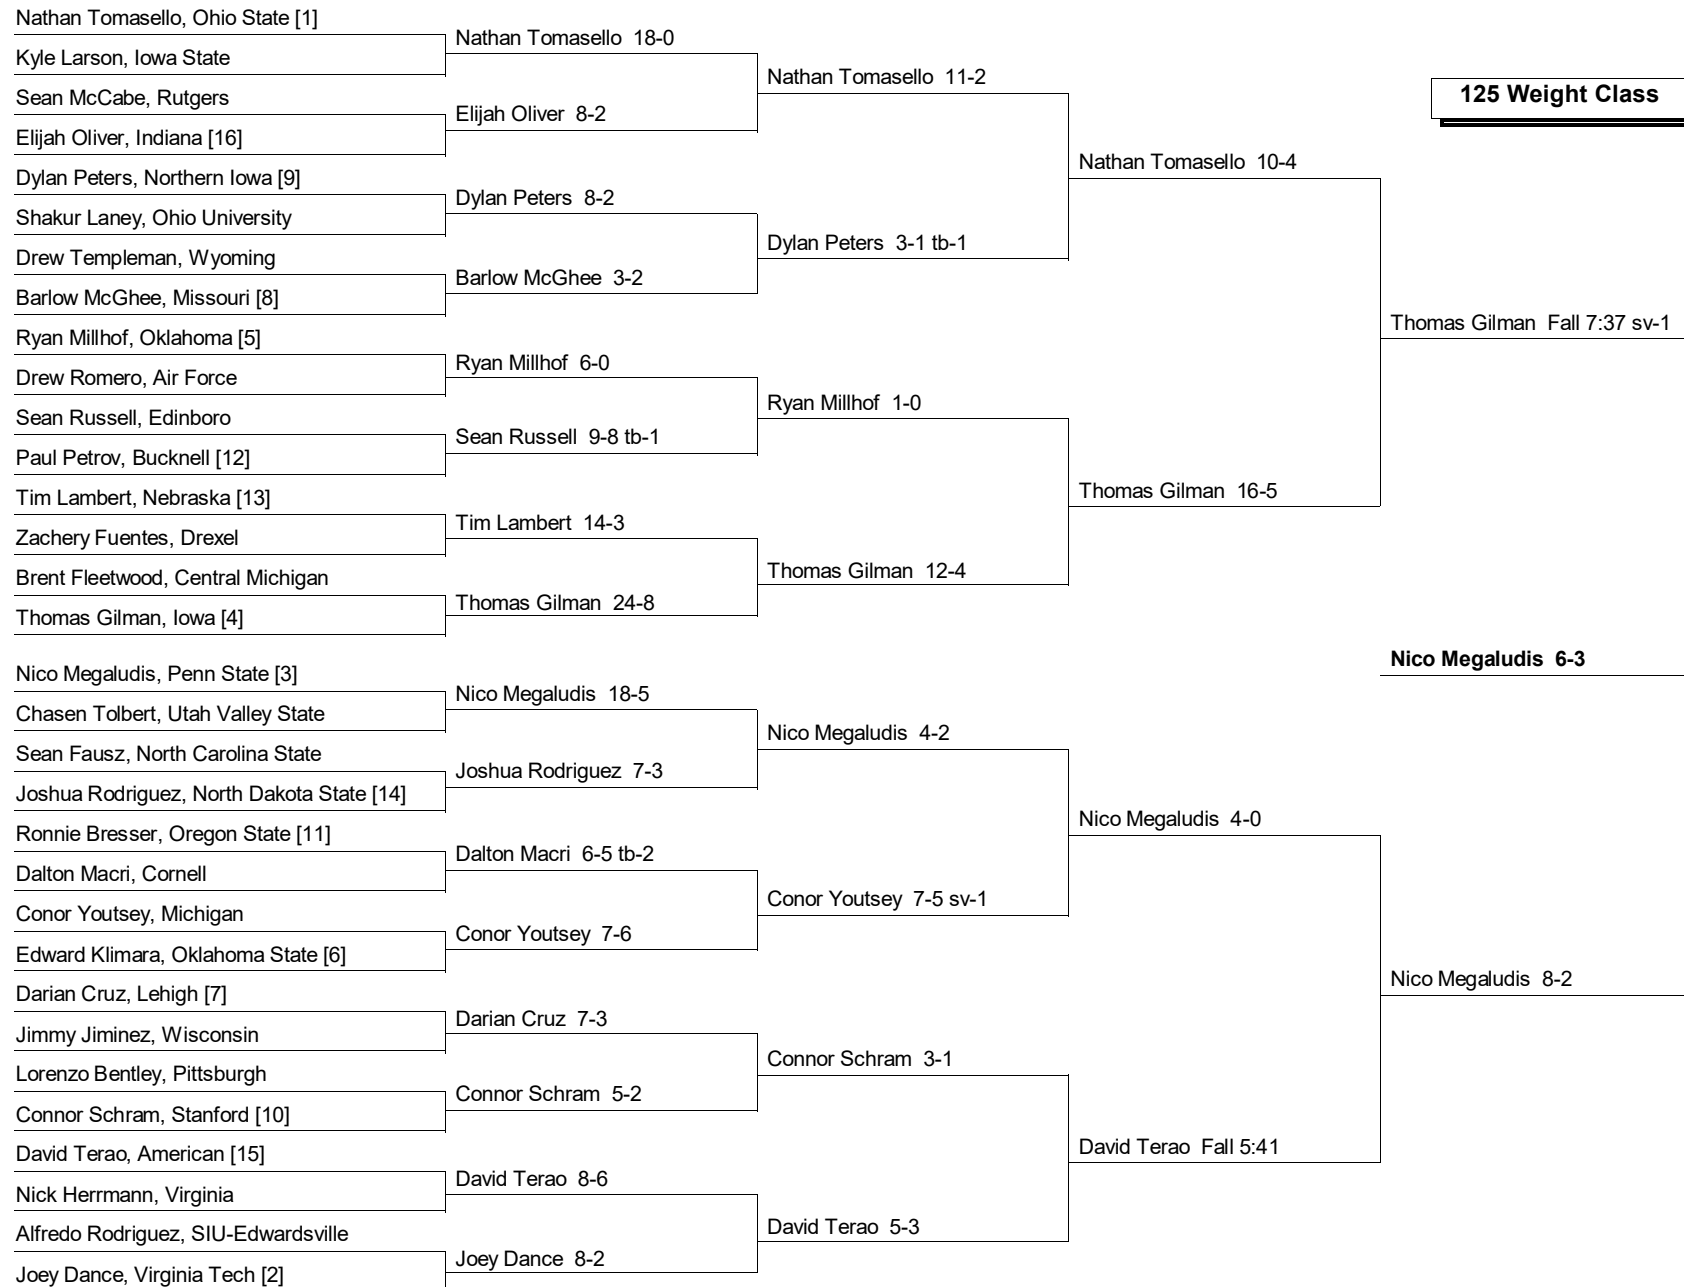 Nathan Tomasello, Ohio State [1]
Kyle Larson, Iowa State
Sean McCabe, Rutgers
Elijah Oliver, Indiana [16]
Dylan Peters, Northern Iowa [9]
Shakur Laney, Ohio University
Drew Templeman, Wyoming
Barlow McGhee, Missouri [8]
Ryan Millhof, Oklahoma [5]
Drew Romero, Air Force
Sean Russell, Edinboro
Paul Petrov, Bucknell [12]
Tim Lambert, Nebraska [13]
Zachery Fuentes, Drexel
Brent Fleetwood, Central Michigan
Thomas Gilman, Iowa [4]
Nico Megaludis, Penn State [3]
Chasen Tolbert, Utah Valley State
Sean Fausz, North Carolina State
Joshua Rodriguez, North Dakota State [14]
Ronnie Bresser, Oregon State [11]
Dalton Macri, Cornell
Conor Youtsey, Michigan
Edward Klimara, Oklahoma State [6]
Darian Cruz, Lehigh [7]
Jimmy Jiminez, Wisconsin
Lorenzo Bentley, Pittsburgh
Connor Schram, Stanford [10]
David Terao, American [15]
Nick Herrmann, Virginia
Alfredo Rodriguez, SIU-Edwardsville
Joey Dance, Virginia Tech [2]
Nathan Tomasello 18-0
Elijah Oliver 8-2
Dylan Peters 8-2
Barlow McGhee 3-2
Ryan Millhof 6-0
Sean Russell 9-8 tb-1
Tim Lambert 14-3
Thomas Gilman 24-8
Nico Megaludis 18-5
Joshua Rodriguez 7-3
Dalton Macri 6-5 tb-2
Conor Youtsey 7-6
Darian Cruz 7-3
Connor Schram 5-2
David Terao 8-6
Joey Dance 8-2
Nathan Tomasello 11-2
Dylan Peters 3-1 tb-1
Ryan Millhof 1-0
Thomas Gilman 12-4
Nico Megaludis 4-2
Conor Youtsey 7-5 sv-1
Connor Schram 3-1
David Terao 5-3
Nathan Tomasello 10-4
Thomas Gilman 16-5
Nico Megaludis 4-0
David Terao Fall 5:41
125 Weight Class
Thomas Gilman Fall 7:37 sv-1
Nico Megaludis 6-3
Nico Megaludis 8-2